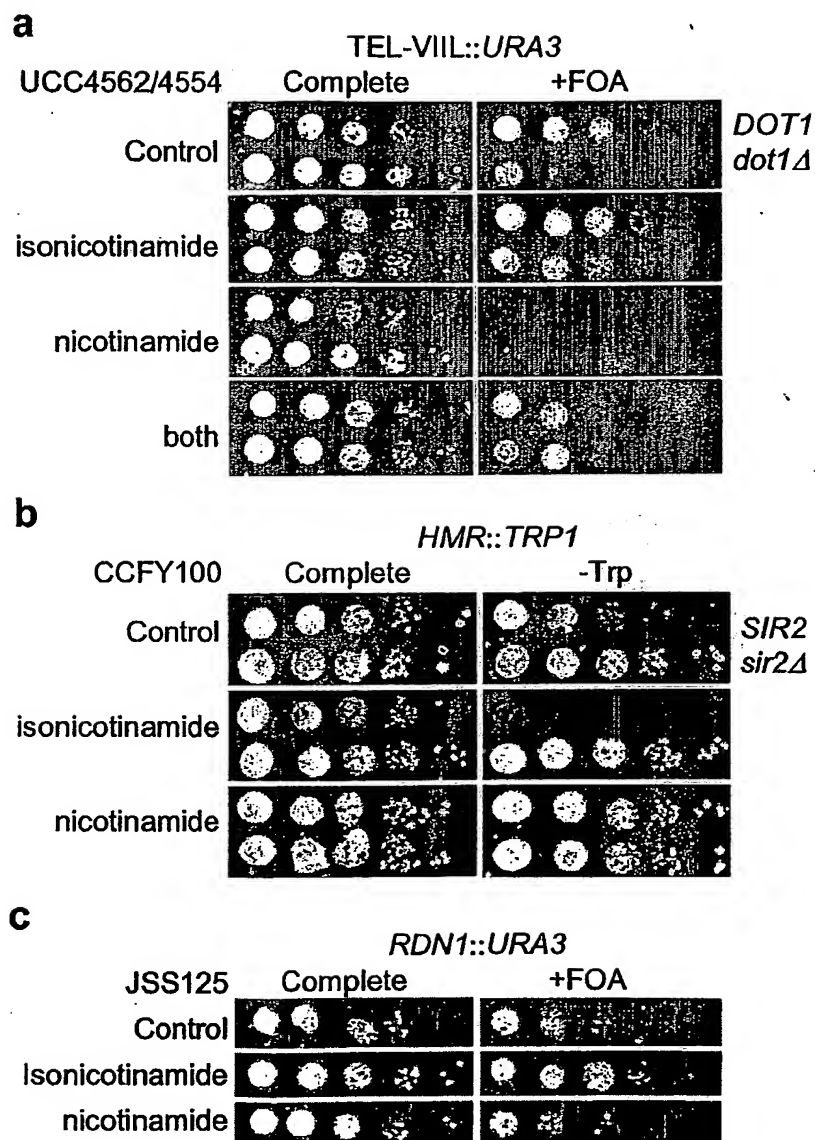 a
TEL-VIIL::URA3
UCC4562/4554 Complete +FOA
Control DOT1
dot1Δ
isonicotinamide
nicotinamide
both
b
HMR::TRP1
CCFY100 Complete -Trp
Control SIR2
sir2Δ
isonicotinamide
nicotinamide
c
RDN1::URA3
JSS125 Complete +FOA
Control
Isonicotinamide
nicotinamide